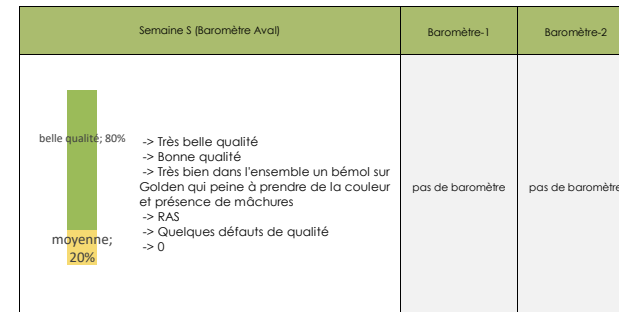 Semaine S (Baromètre Aval)
Baromètre-1
Baromètre-2
belle qualité; 80%
moyenne;
20%
-> Très belle qualité
-> Bonne qualité
-> Très bien dans l'ensemble un bémol sur
Golden qui peine à prendre de la couleur
et présence de mâchures
-> RAS
-> Quelques défauts de qualité
-> 0
pas de baromètre
pas de baromètre